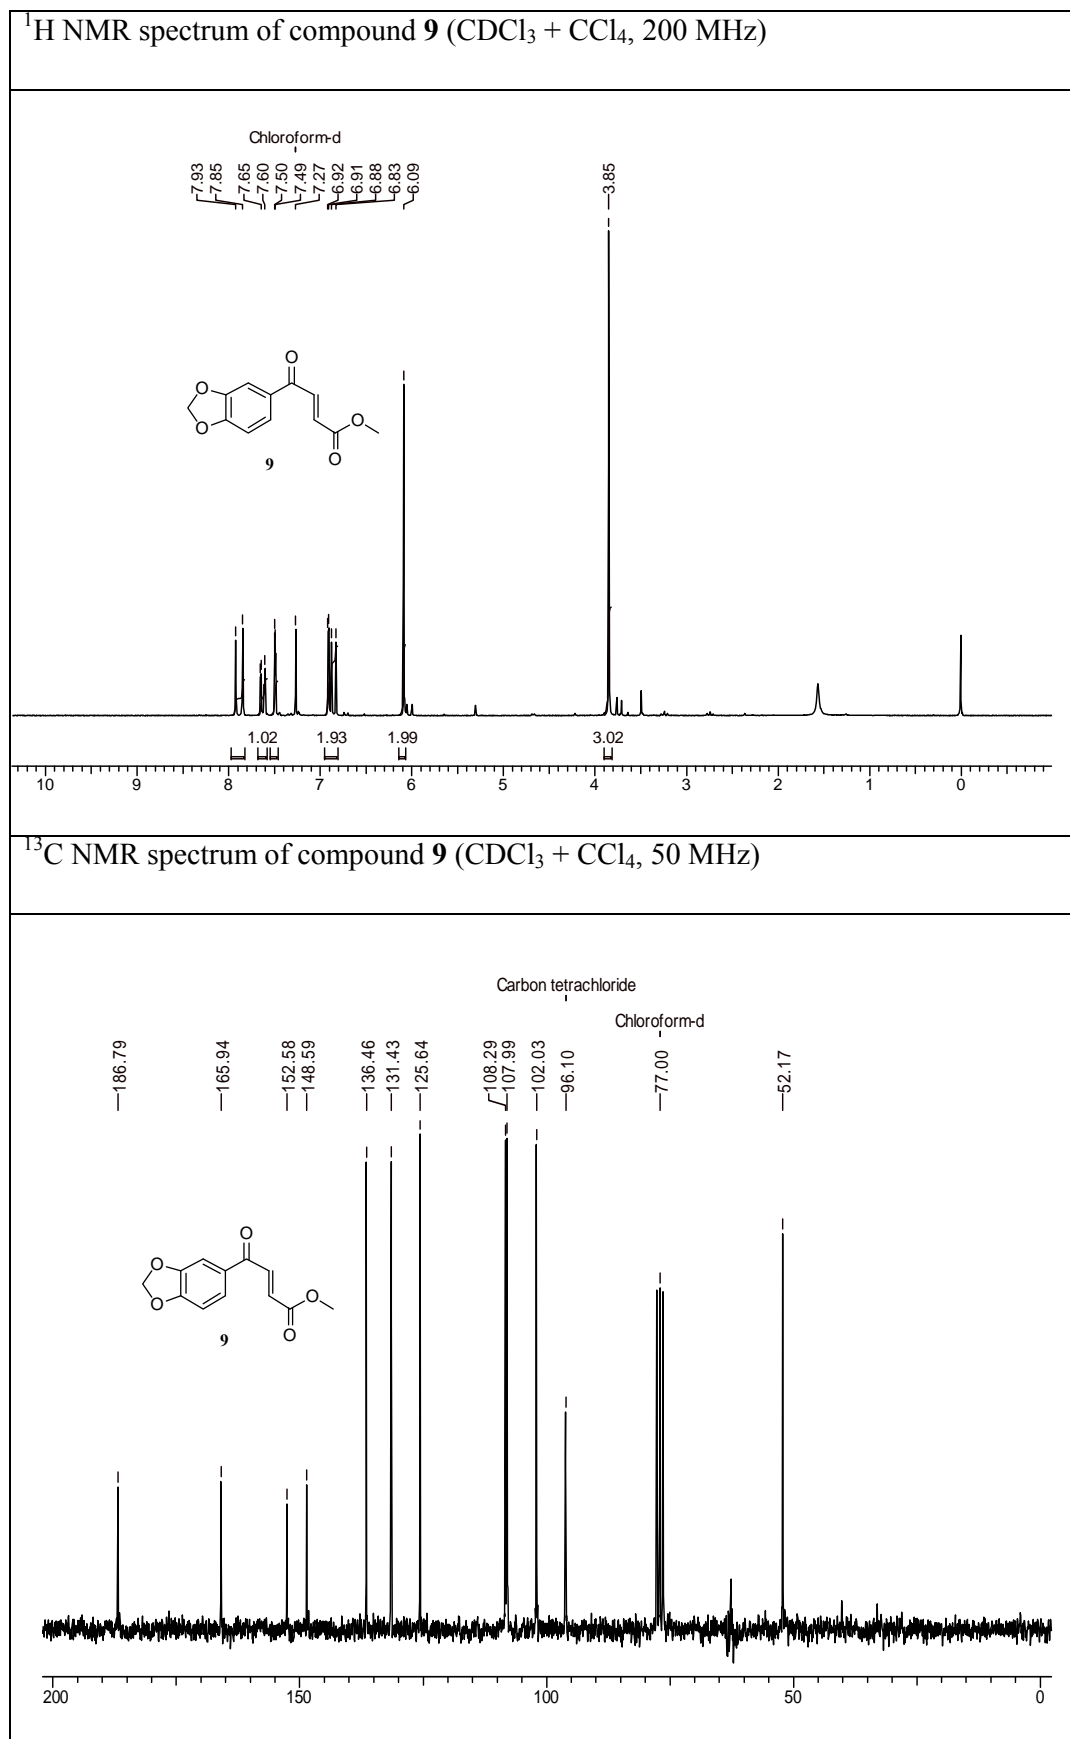 ¹H NMR spectrum of compound 9 (CDCl₃ + CCl₄, 200 MHz)
Chloroform-d
7.93 7.85 7.65 7.60 7.50 7.49 7.27 6.92 6.91 6.88 6.83 6.09 3.85
O
O
O
O
O
9
1.02 1.93 1.99 3.02
10 9 8 7 6 5 4 3 2 1 0
¹³C NMR spectrum of compound 9 (CDCl₃ + CCl₄, 50 MHz)
Carbon tetrachloride
Chloroform-d
186.79 165.94 152.58 148.59 136.46 131.43 125.64 108.29 107.99 102.03 96.10 77.00 52.17
O
O
O
O
O
9
200 150 100 50 0